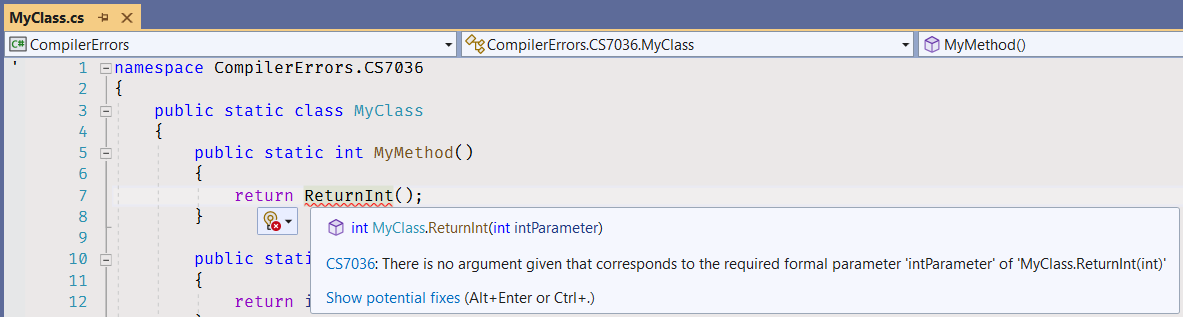 MyClass.cs
C# CompilerErrors
CompilerErrors.CS7036.MyClass
MyMethod()
1 namespace CompilerErrors.CS7036
2 {
3 public static class MyClass
4 {
5 public static int MyMethod()
6 {
7 return ReturnInt();
8 }
int MyClass.ReturnInt(int intParameter)
9
10 public stati
CS7036: There is no argument given that corresponds to the required formal parameter 'intParameter' of 'MyClass.ReturnInt(int)'
11 {
12 return i
Show potential fixes (Alt+Enter or Ctrl+.)